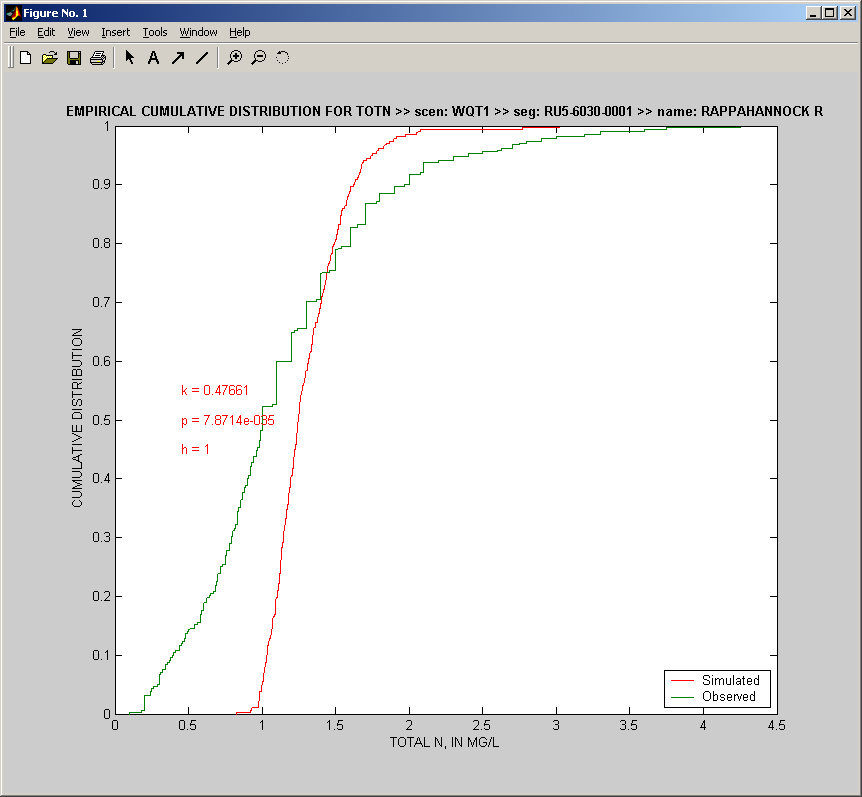 Figure No. 1
File Edit View Insert Tools Window Help
EMPIRICAL CUMULATIVE DISTRIBUTION FOR TOTN >> scen: WQT1 >> seg: RU5-6030-0001 >> name: RAPPAHANNOCK R
1
0.9
0.8
0.7
0.6
0.5
0.4
0.3
0.2
0.1
0
CUMULATIVE DISTRIBUTION
k = 0.47661
p = 7.8714e-085
h = 1
Simulated
Observed
0 0.5 1 1.5 2 2.5 3 3.5 4 4.5
TOTAL N, IN MG/L